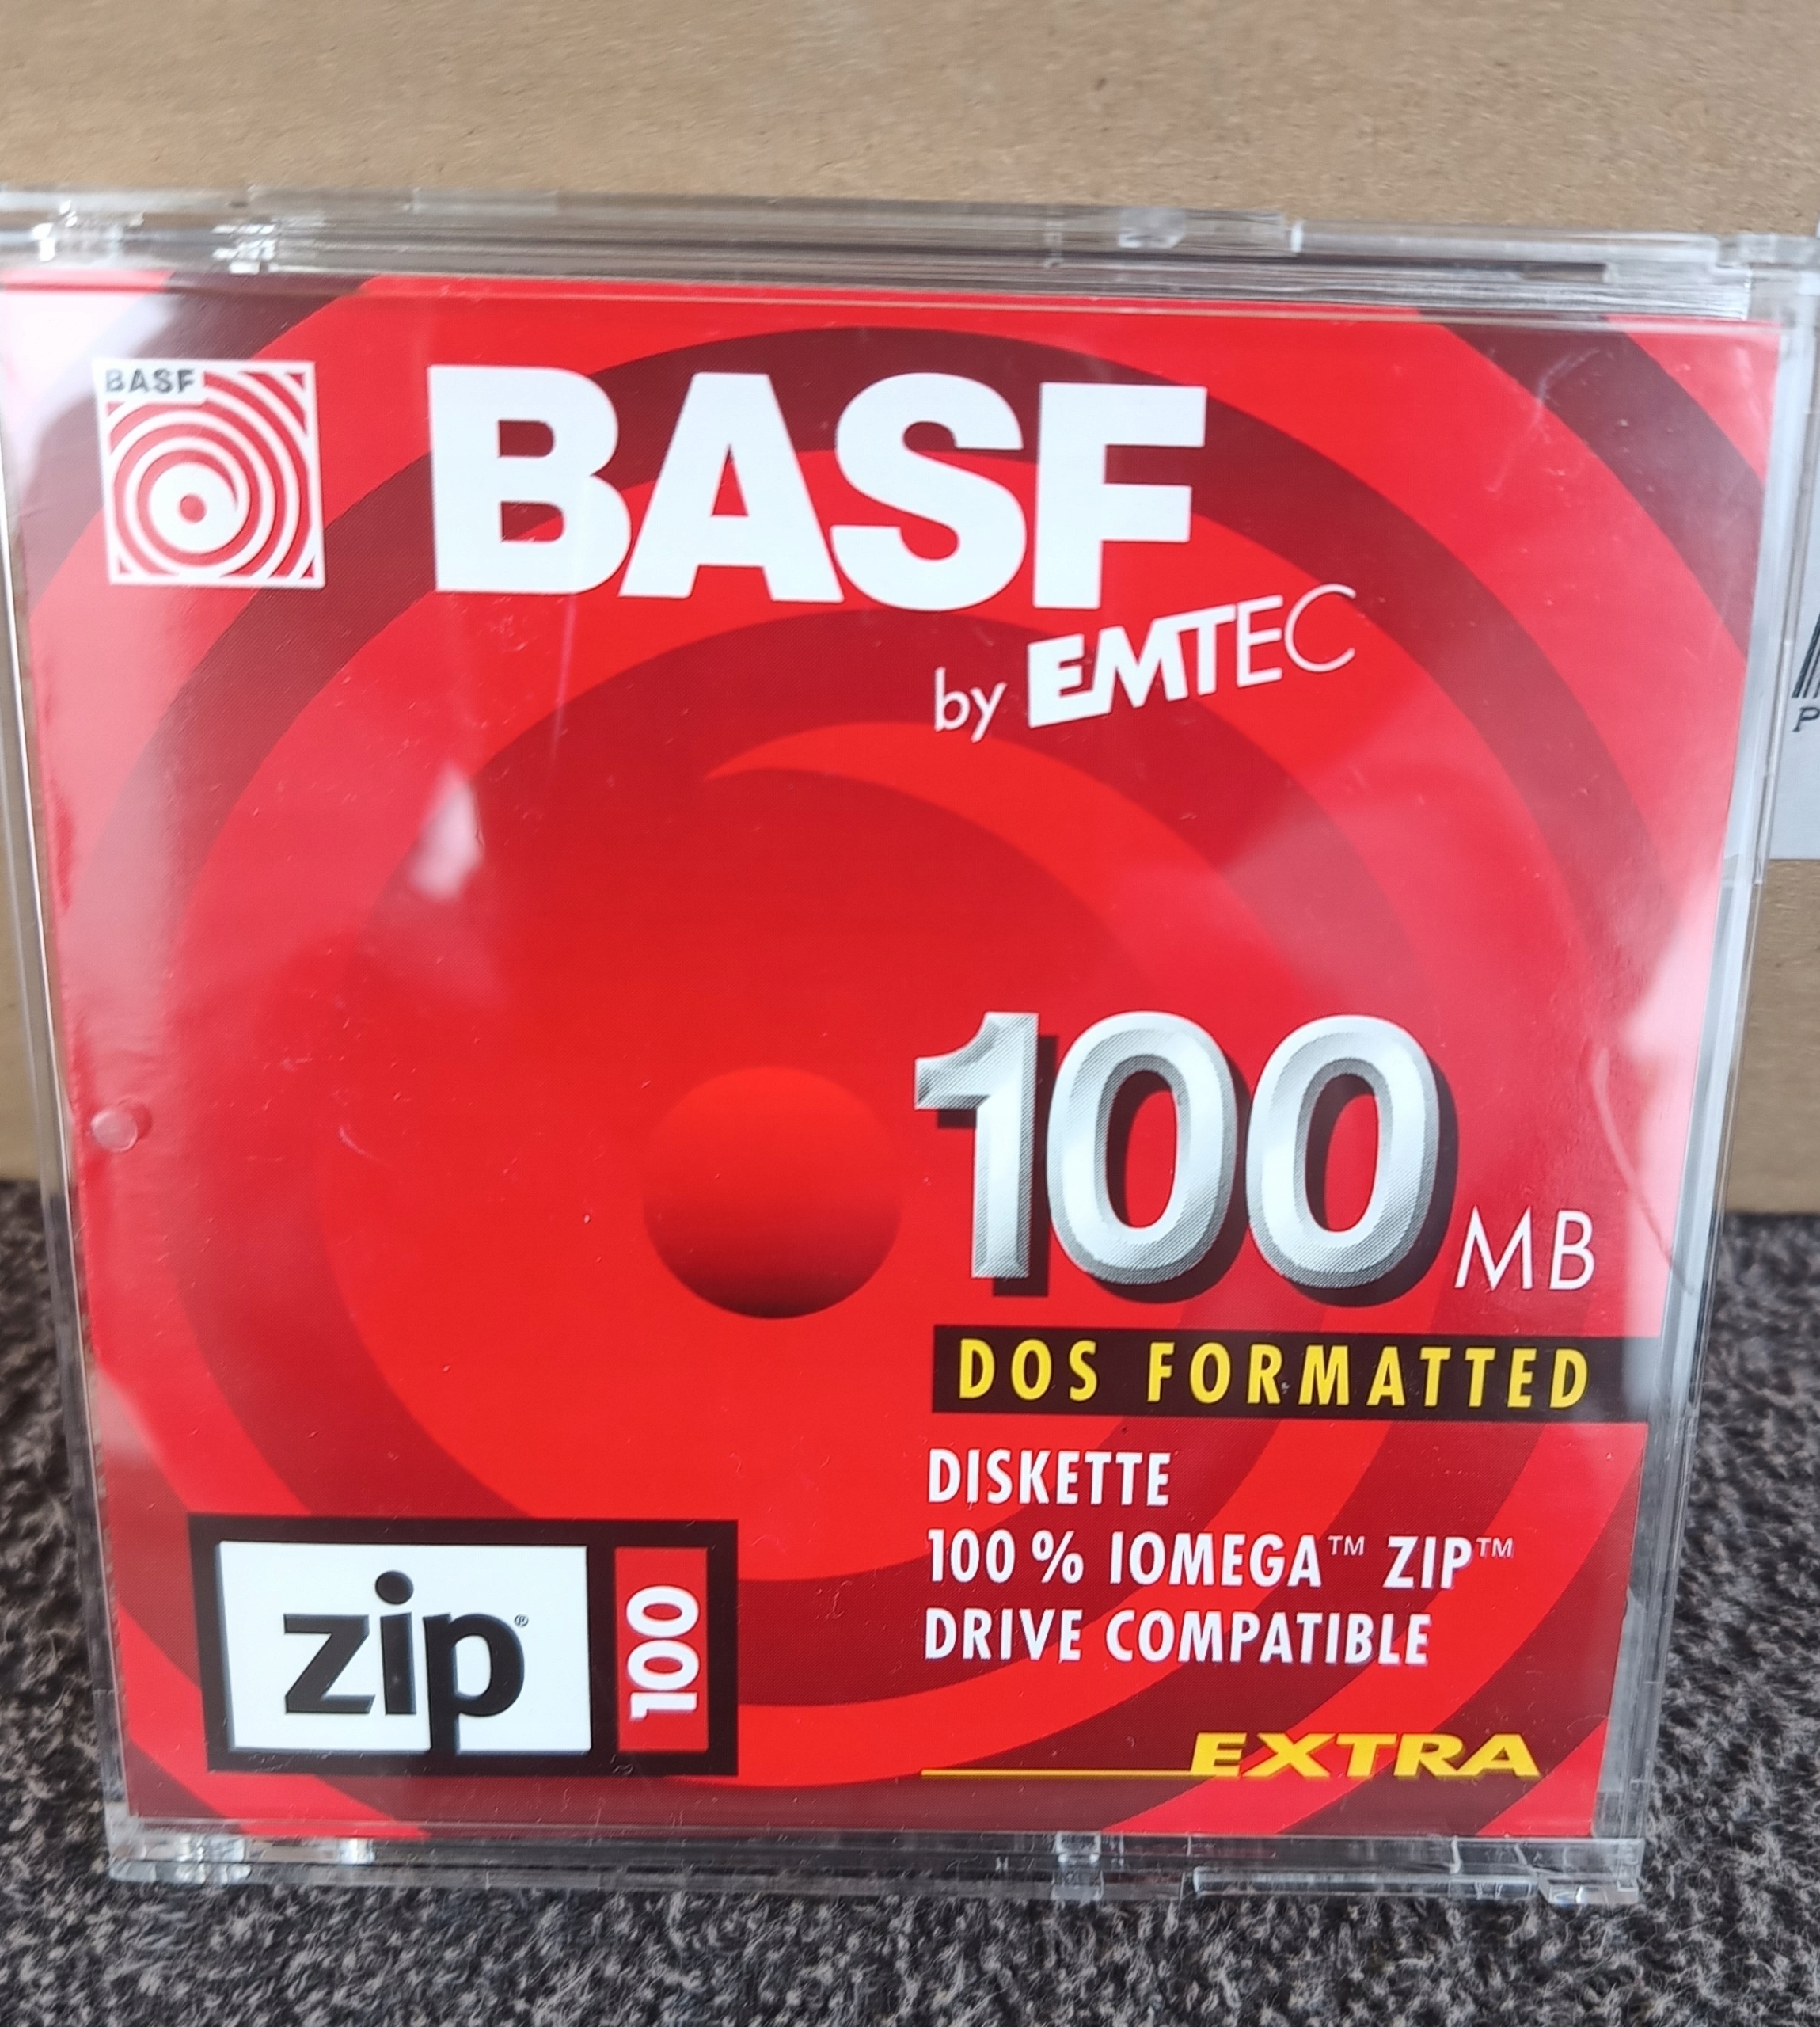 BASF
BASF
by EMTEC
100 MB
DOS FORMATTED
DISKETTE
100 % IOMEGA™ ZIP™
DRIVE COMPATIBLE
zip® 100
EXTRA